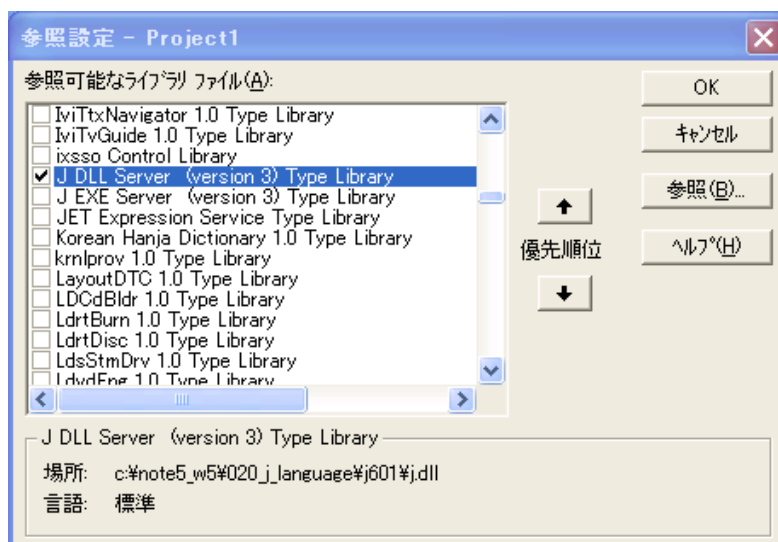 参照設定 - Project1
参照可能なライブラリ ファイル(A):
IviTtxNavigator 1.0 Type Library
IviTvGuide 1.0 Type Library
ixsso Control Library
J DLL Server (version 3) Type Library
J EXE Server (version 3) Type Library
JET Expression Service Type Library
Korean Hanja Dictionary 1.0 Type Library
krnlprov 1.0 Type Library
LayoutDTC 1.0 Type Library
LDCdBldr 1.0 Type Library
LdrtBurn 1.0 Type Library
LdrtDisc 1.0 Type Library
LdsStmDrv 1.0 Type Library
LdvdEng 1.0 Type Library
OK
キャンセル
参照(B)...
優先順位
ヘルプ(H)
J DLL Server (version 3) Type Library
場所: c:¥note5_w5¥020_j_language¥j601¥j.dll
言語: 標準